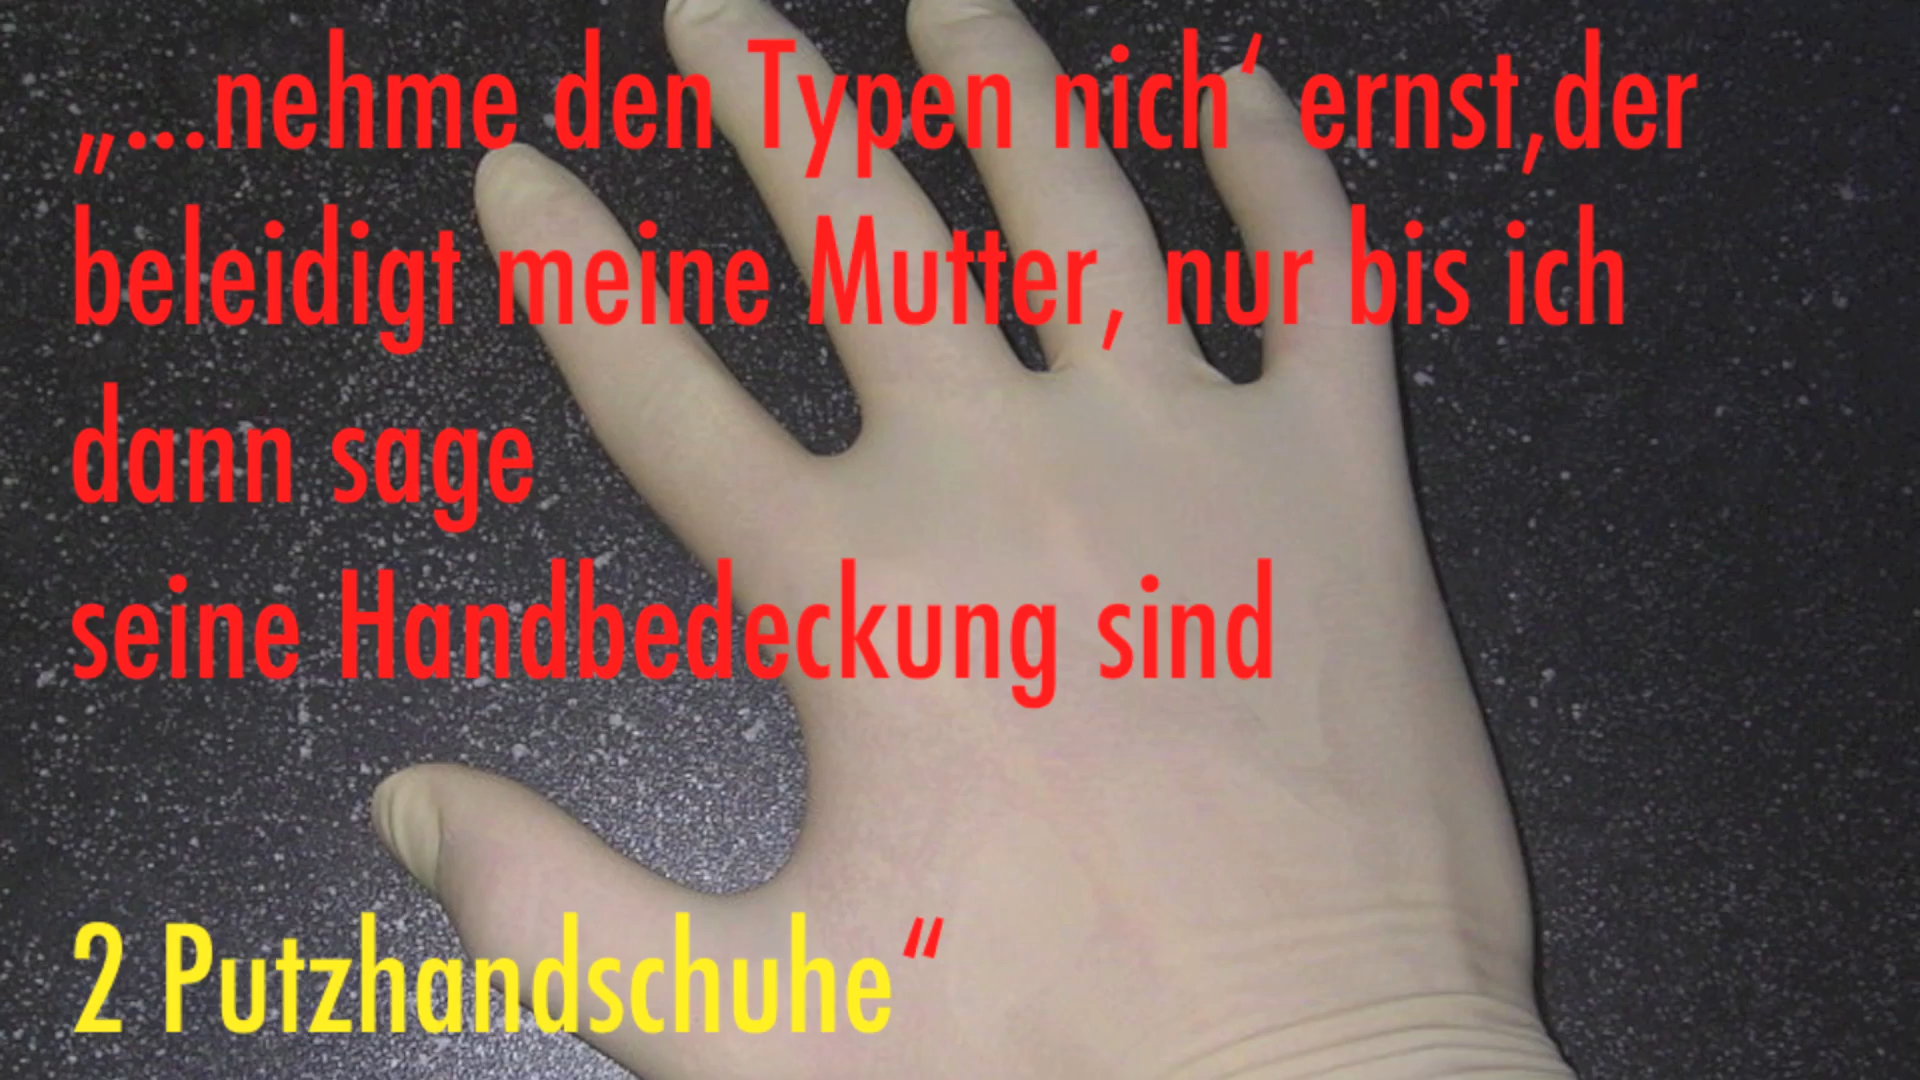 „...nehme den Typen nich‘ ernst,der
beleidigt meine Mutter, nur bis ich
dann sage
seine Handbedeckung sind
2 Putzhandschuhe“